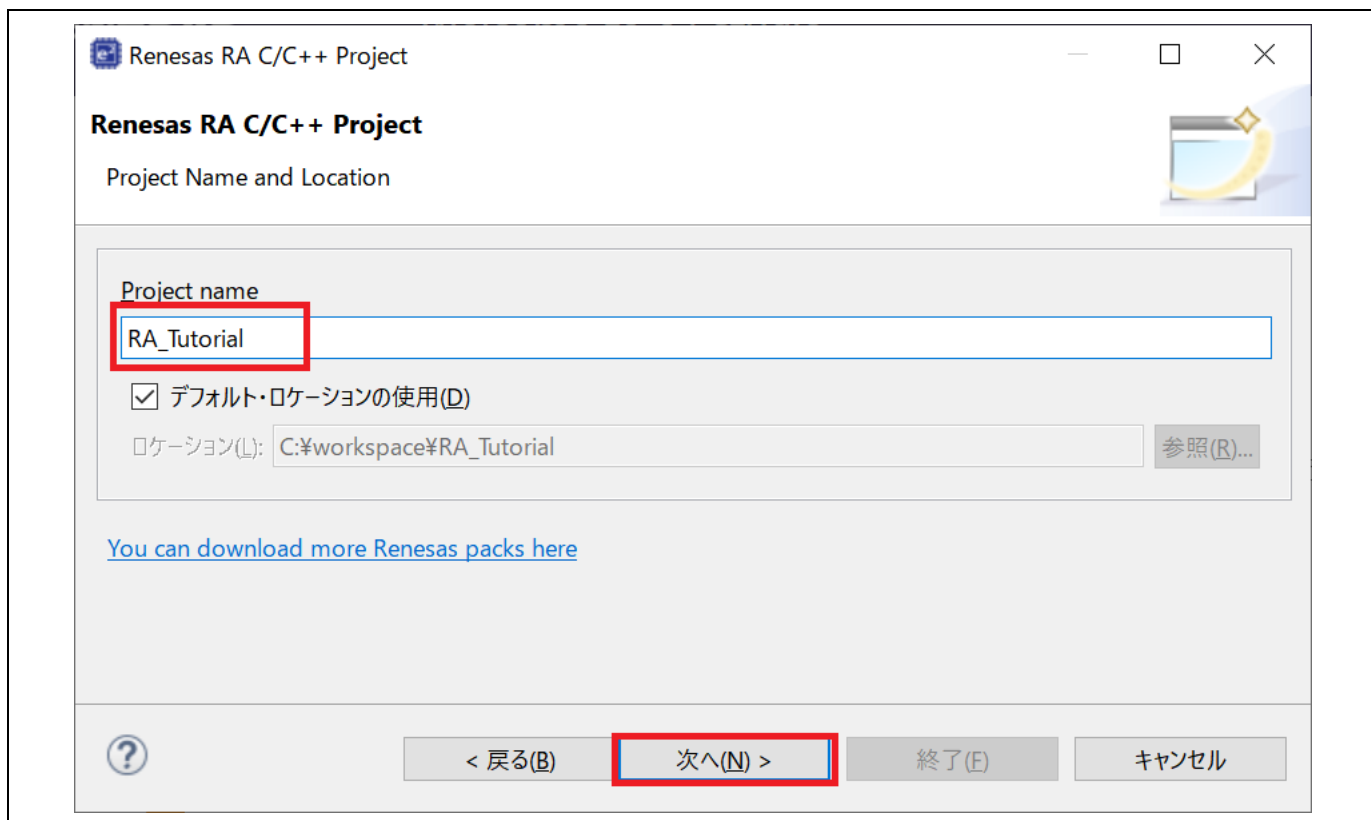 Renesas RA C/C++ Project
Renesas RA C/C++ Project
Project Name and Location
Project name
RA_Tutorial
デフォルト・ロケーションの使用(D)
ロケーション(L): C:¥workspace¥RA_Tutorial 参照(R)...
You can download more Renesas packs here
? < 戻る(B) 次へ(N) > 終了(F) キャンセル